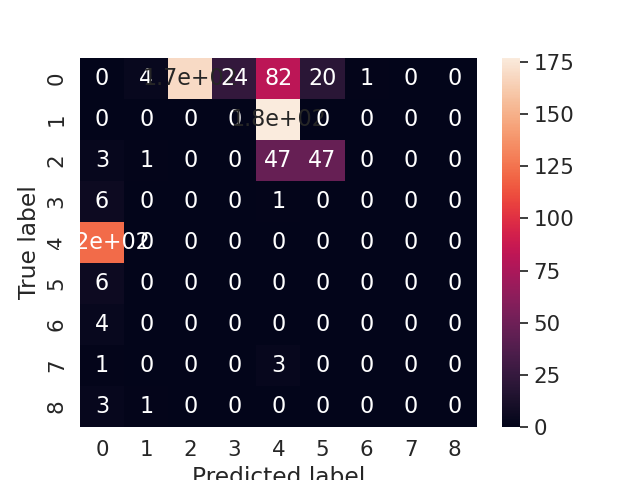 0 0 4 1.7e+02 24 82 20 1 0 0
1 0 0 0 0 1.8e+02 0 0 0 0
2 3 1 0 0 47 47 0 0 0
3 6 0 0 0 1 0 0 0 0
4 2e+02 0 0 0 0 0 0 0 0
5 6 0 0 0 0 0 0 0 0
6 4 0 0 0 0 0 0 0 0
7 1 0 0 0 3 0 0 0 0
8 3 1 0 0 0 0 0 0 0
0 1 2 3 4 5 6 7 8
Predicted label
True label
175
150
125
100
75
50
25
0